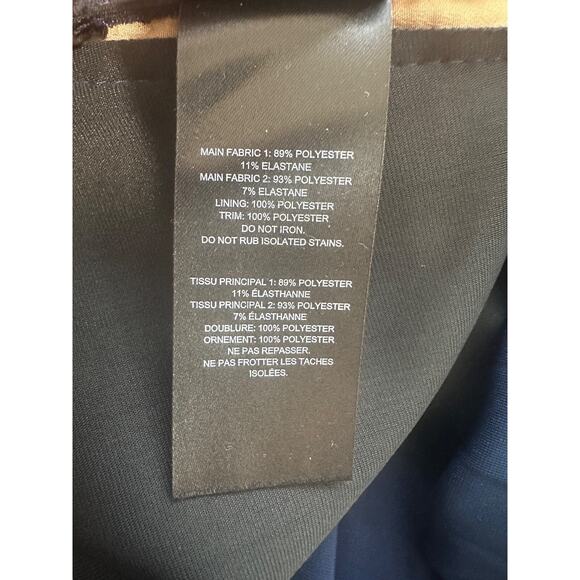 MAIN FABRIC 1: 89% POLYESTER
11% ELASTANE
MAIN FABRIC 2: 93% POLYESTER
7% ELASTANE
LINING: 100% POLYESTER
TRIM: 100% POLYESTER
DO NOT IRON.
DO NOT RUB ISOLATED STAINS.
TISSU PRINCIPAL 1: 89% POLYESTER
11% ÉLASTHANNE
TISSU PRINCIPAL 2: 93% POLYESTER
7% ÉLASTHANNE
DOUBLURE: 100% POLYESTER
ORNEMENT: 100% POLYESTER
NE PAS REPASSER.
NE PAS FROTTER LES TACHES
ISOLÉES.